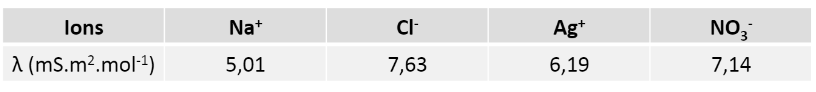 Ions Na⁺ Cl⁻ Ag⁺ NO₃⁻
λ (mS.m².mol⁻¹) 5,01 7,63 6,19 7,14